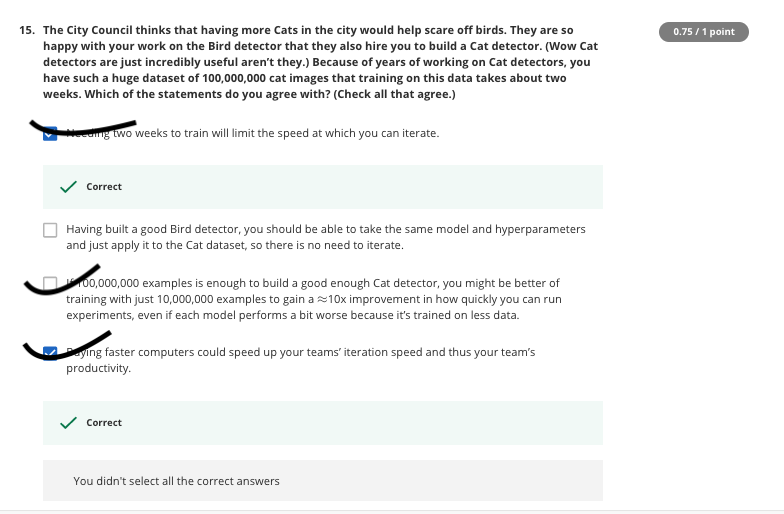 15. The City Council thinks that having more Cats in the city would help scare off birds. They are so
0.75 / 1 point
happy with your work on the Bird detector that they also hire you to build a Cat detector. (Wow Cat
detectors are just incredibly useful aren't they.) Because of years of working on Cat detectors, you
have such a huge dataset of 100,000,000 cat images that training on this data takes about two
weeks. Which of the statements do you agree with? (Check all that agree.)
Needing two weeks to train will limit the speed at which you can iterate.
Correct
Having built a good Bird detector, you should be able to take the same model and hyperparameters
and just apply it to the Cat dataset, so there is no need to iterate.
If 100,000,000 examples is enough to build a good enough Cat detector, you might be better of
training with just 10,000,000 examples to gain a ≈10x improvement in how quickly you can run
experiments, even if each model performs a bit worse because it's trained on less data.
Buying faster computers could speed up your teams' iteration speed and thus your team's
productivity.
Correct
You didn't select all the correct answers